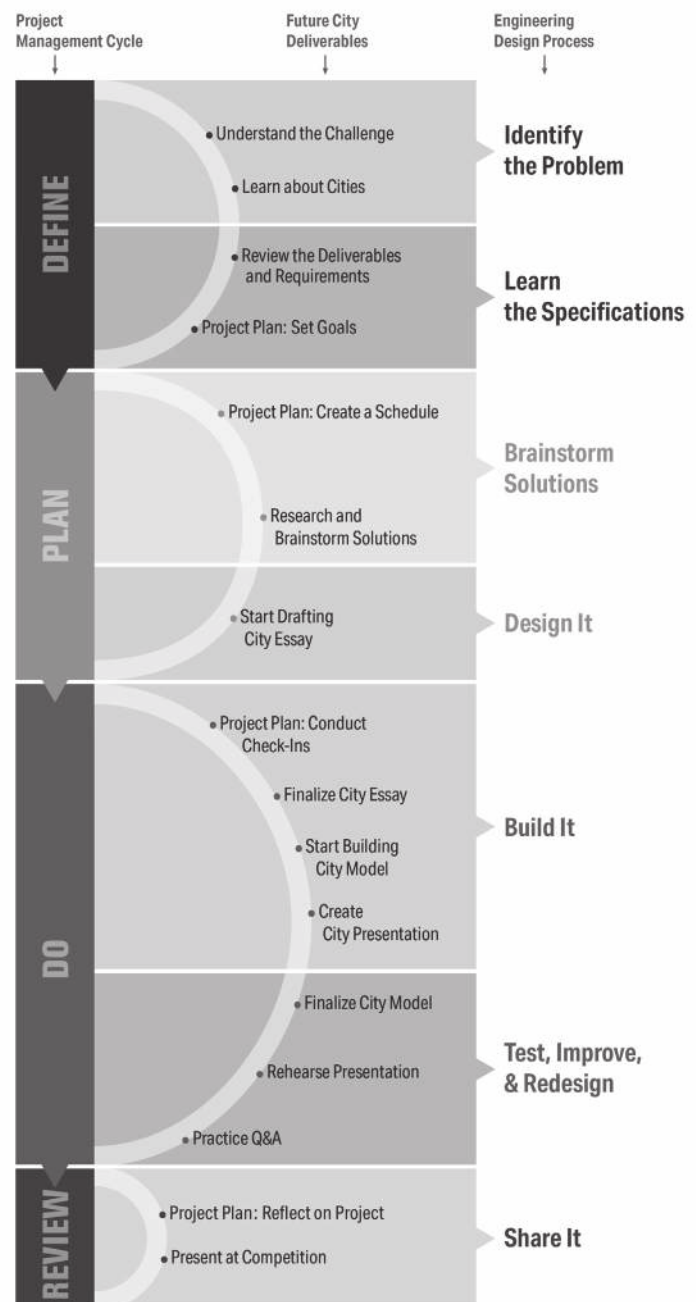 Project
Management Cycle
Future City
Deliverables
Engineering
Design Process
DEFINE
• Understand the Challenge
• Learn about Cities
Identify
the Problem
• Review the Deliverables
and Requirements
• Project Plan: Set Goals
Learn
the Specifications
PLAN
• Project Plan: Create a Schedule
• Research and
Brainstorm Solutions
Brainstorm
Solutions
• Start Drafting
City Essay
Design It
DO
• Project Plan: Conduct
Check-Ins
• Finalize City Essay
• Start Building
City Model
• Create
City Presentation
Build It
• Finalize City Model
• Rehearse Presentation
• Practice Q&A
Test, Improve,
& Redesign
REVIEW
• Project Plan: Reflect on Project
• Present at Competition
Share It